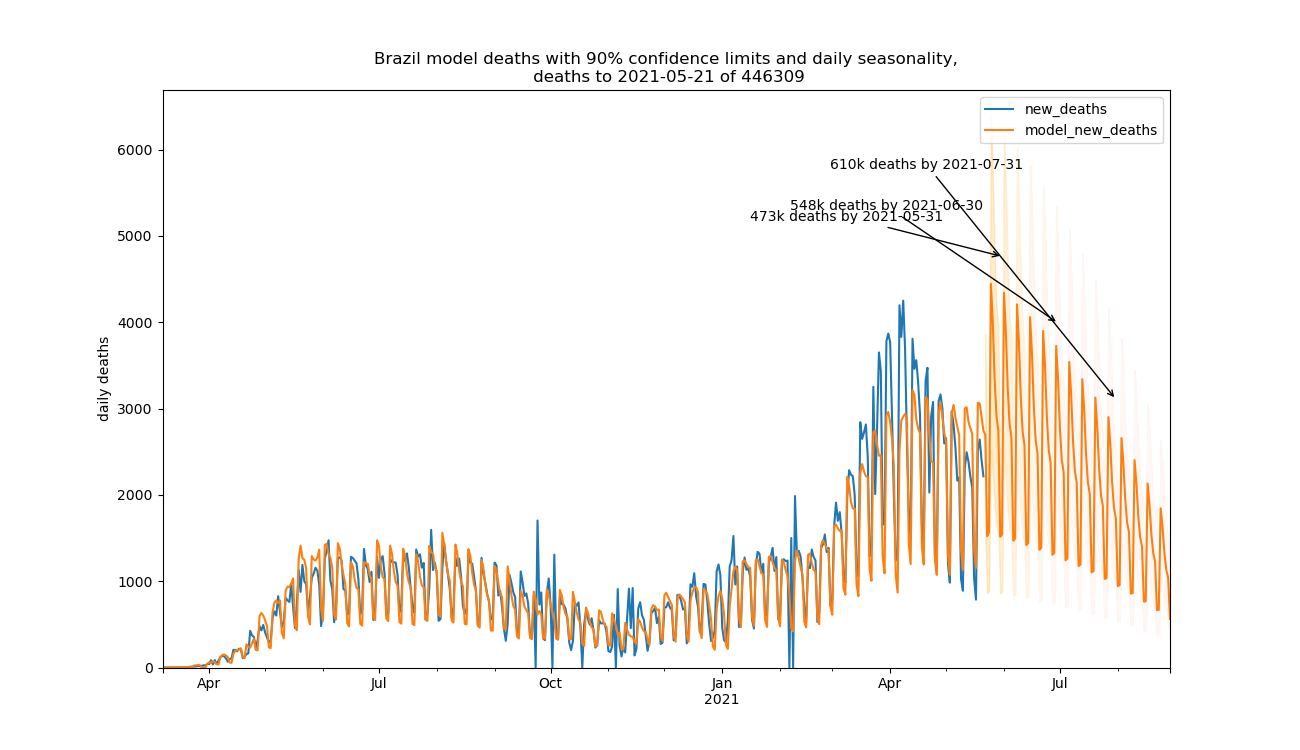 Brazil model deaths with 90% confidence limits and daily seasonality,
deaths to 2021-05-21 of 446309
new_deaths
model_new_deaths
610k deaths by 2021-07-31
548k deaths by 2021-06-30
473k deaths by 2021-05-31
daily deaths
6000
5000
4000
3000
2000
1000
0
Apr
Jul
Oct
Jan
2021
Apr
Jul